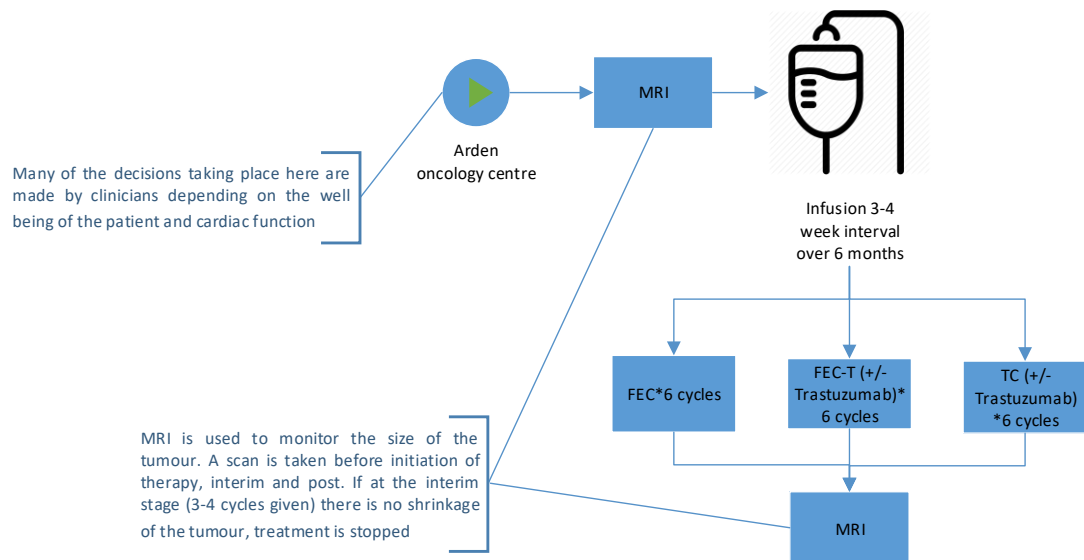 MRI
Arden
oncology centre
Many of the decisions taking place here are
made by clinicians depending on the well
being of the patient and cardiac function
Infusion 3-4
week interval
over 6 months
FEC*6 cycles
FEC-T (+/-
Trastuzumab)*
6 cycles
TC (+/-
Trastuzumab)
*6 cycles
MRI is used to monitor the size of the
tumour. A scan is taken before initiation of
therapy, interim and post. If at the interim
stage (3-4 cycles given) there is no shrinkage
of the tumour, treatment is stopped
MRI